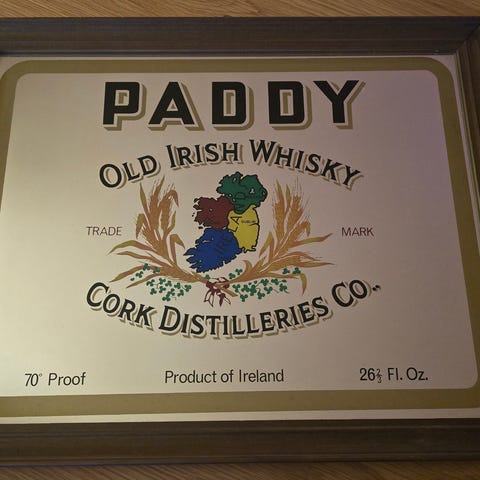 PADDY
OLD IRISH WHISKY
TRADE MARK
CORK DISTILLERIES CO..
70° Proof
Product of Ireland
26⅔ Fl. Oz.